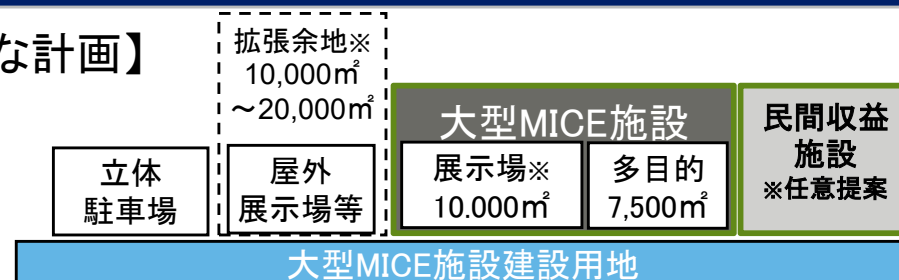 な計画】
拡張余地※
10,000㎡
～20,000㎡
立体
駐車場
屋外
展示場等
大型MICE施設
展示場※
10.000㎡
多目的
7,500㎡
民間収益
施設
※任意提案
大型MICE施設建設用地